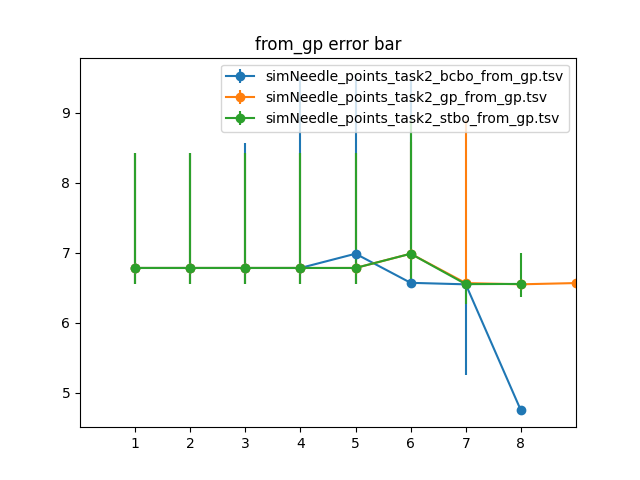 from_gp error bar
simNeedle_points_task2_bcbo_from_gp.tsv
simNeedle_points_task2_gp_from_gp.tsv
simNeedle_points_task2_stbo_from_gp.tsv
9
8
7
6
5
1 2 3 4 5 6 7 8